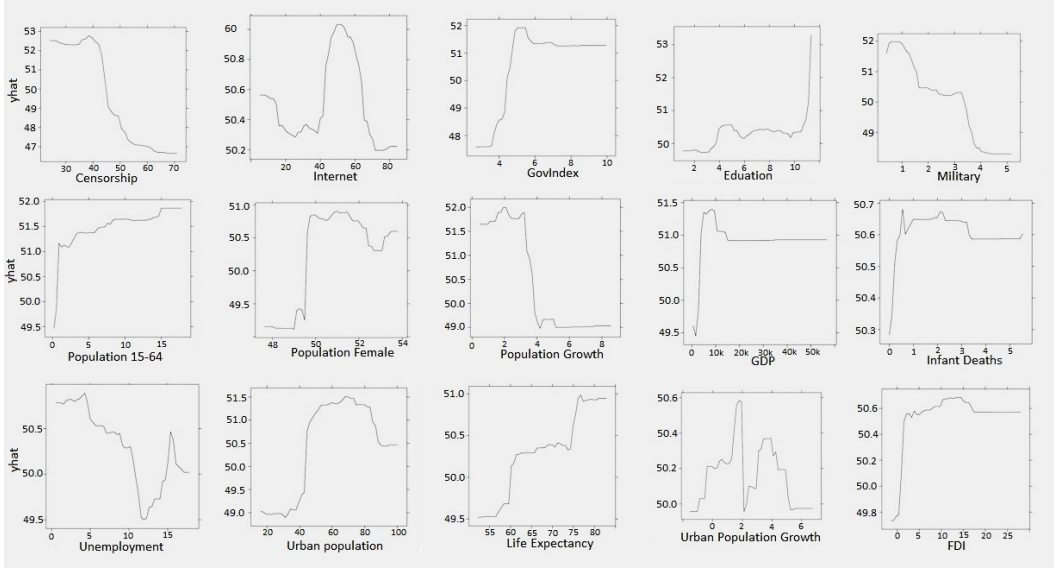 53
52
51
50
49
48
47
yhat
30 40 50 60 70
Censorship
60
50.8
50.6
50.4
50.2
20 40 60 80
Internet
52
51
50
49
48
4 6 8 10
GovIndex
53
52
51
50
2 4 6 8 10
Eduation
52
51
50
49
1 2 3 4 5
Military
52.0
51.5
51.0
50.5
50.0
49.5
yhat
0 5 10 15
Population 15-64
51.0
50.5
50.0
49.5
48 50 52 54
Population Female
52.0
51.5
51.0
50.5
50.0
49.5
49.0
0 2 4 6 8
Population Growth
51.5
51.0
50.5
50.0
49.5
0 10k 20k 30k 40k 50k
GDP
50.7
50.6
50.5
50.4
50.3
0 1 2 3 4 5
Infant Deaths
50.5
50.0
49.5
yhat
0 5 10 15
Unemployment
51.5
51.0
50.5
50.0
49.5
49.0
20 40 60 80 100
Urban population
51.0
50.5
50.0
49.5
55 60 65 70 75 80
Life Expectancy
50.6
50.4
50.2
50.0
0 2 4 6
Urban Population Growth
50.6
50.4
50.2
50.0
49.8
0 5 10 15 20 25
FDI